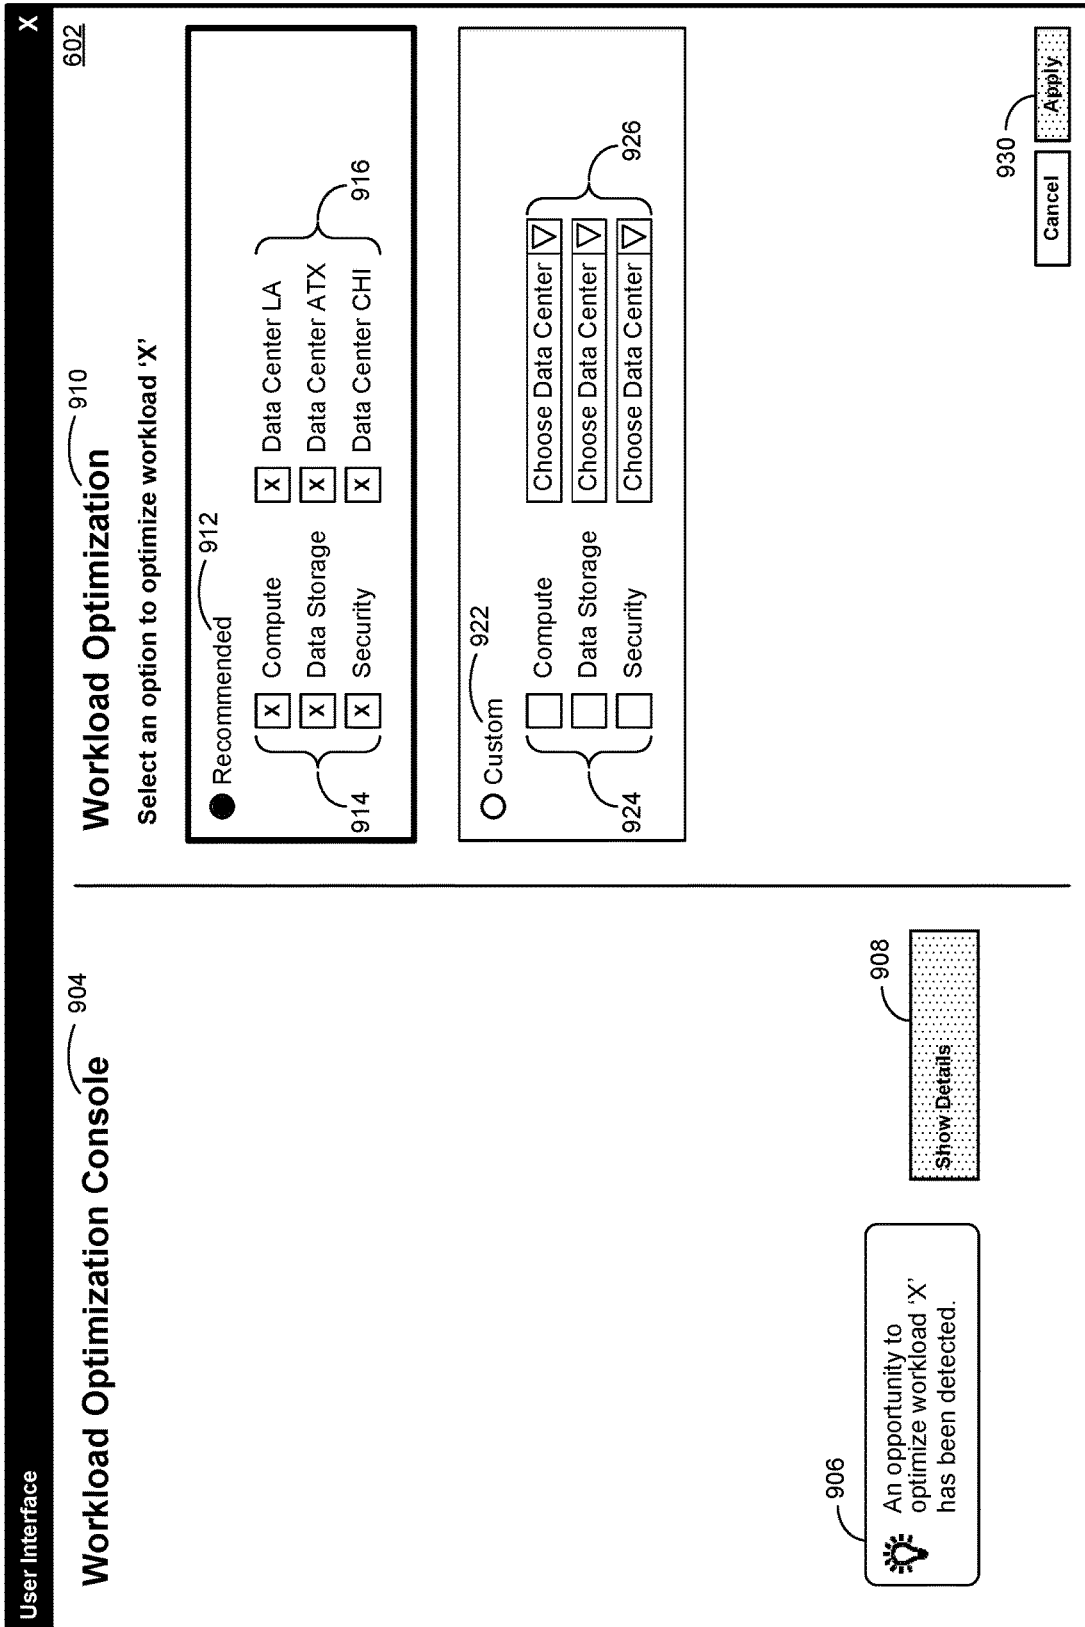 User Interface X
602
Workload Optimization Console 904
906
An opportunity to
optimize workload ‘X’
has been detected.
908
Show Details
Workload Optimization 910
Select an option to optimize workload ‘X’
Recommended 912
914
X Compute X Data Center LA
X Data Storage X Data Center ATX
X Security X Data Center CHI
916
Custom 922
924
Compute Choose Data Center
Data Storage Choose Data Center
Security Choose Data Center
926
930
Cancel Apply